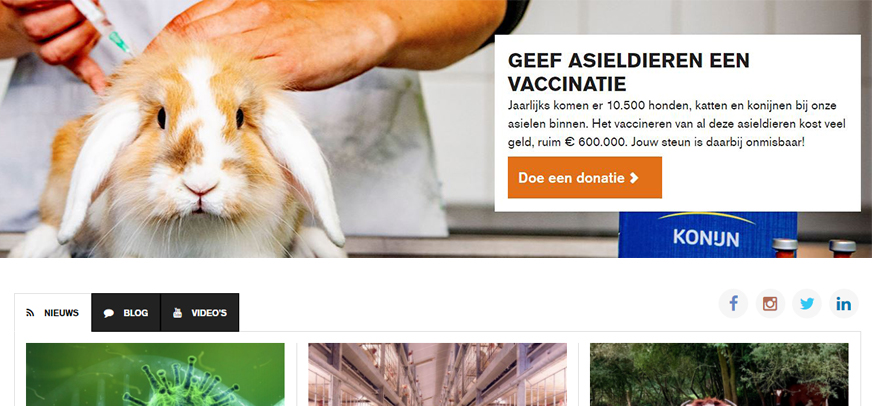 GEEF ASIELDIEREN EEN
VACCINATIE
Jaarlijks komen er 10.500 honden, katten en konijnen bij onze
asielen binnen. Het vaccineren van al deze asieldieren kost veel
geld, ruim € 600.000. Jouw steun is daarbij onmisbaar!
Doe een donatie
KONIJN
NIEUWS BLOG VIDEO'S
f in